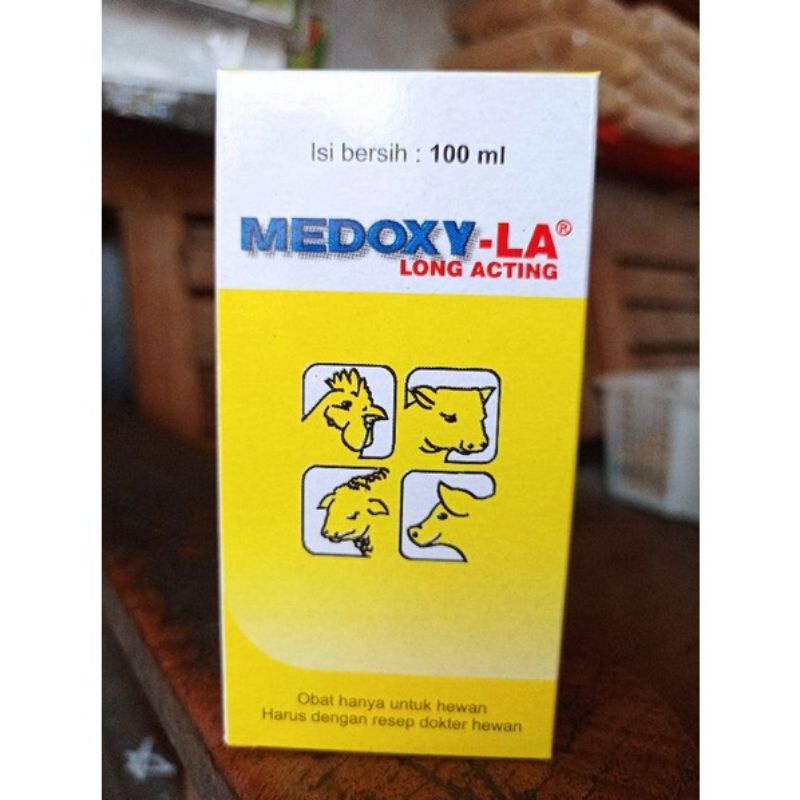 Isi bersih : 100 ml
MEDOXY-LA®
LONG ACTING
Obat hanya untuk hewan
Harus dengan resep dokter hewan